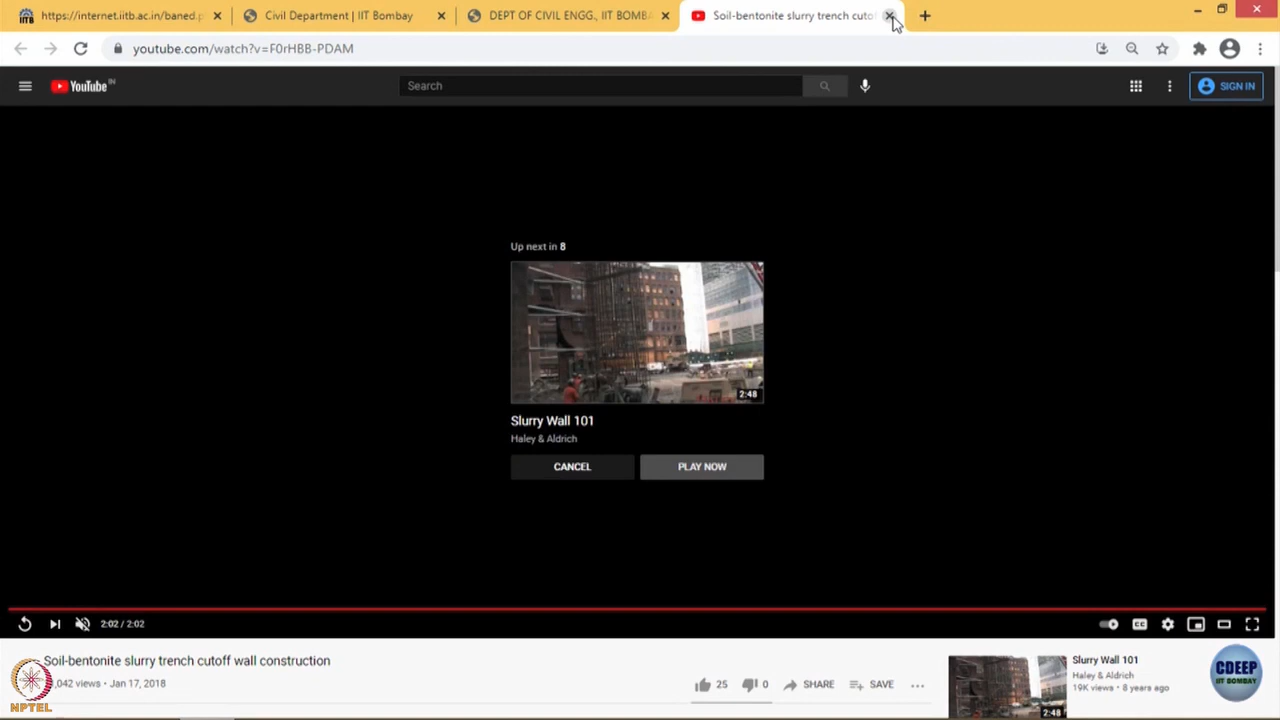 https://internet.iitb.ac.in/baned.p
Civil Department | IIT Bombay
DEPT OF CIVIL ENGG., IIT BOMBA
Soil-bentonite slurry trench cutof
youtube.com/watch?v=F0rHBB-PDAM
YouTube IN
Search
SIGN IN
Up next in 8
2:48
Slurry Wall 101
Haley & Aldrich
CANCEL
PLAY NOW
2:02 / 2:02
CC
Soil-bentonite slurry trench cutoff wall construction
,042 views • Jan 17, 2018
25
0
SHARE
SAVE
Slurry Wall 101
Haley & Aldrich
19K views • 8 years ago
2:48
NPTEL
CDEEP
IIT BOMBAY